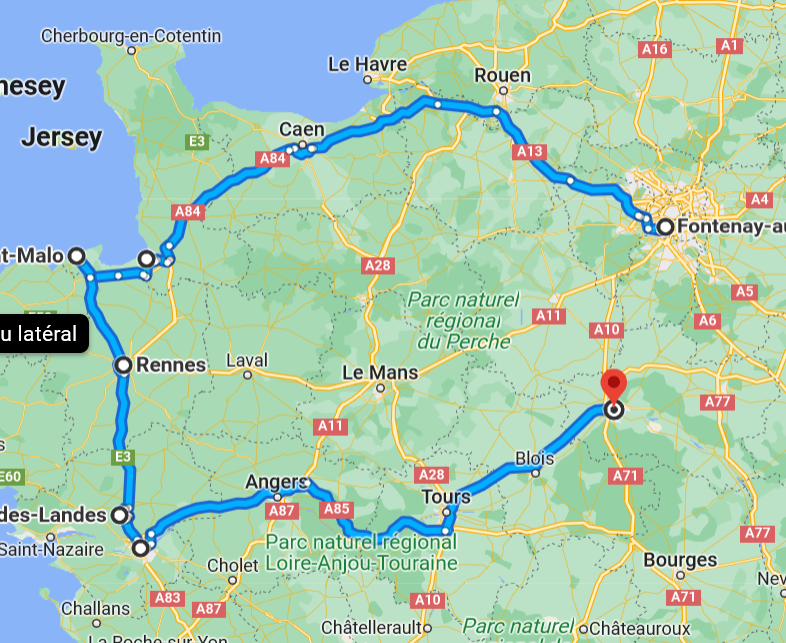 Cherbourg-en-Cotentin
A16
A1
Le Havre
nesey
Rouen
Jersey
E3
Caen
A84
A13
A84
A4
t-Malo
Fontenay-au
A28
A5
Parc naturel
régional
du Perche
A11
A10
A6
u latéral
Rennes
Laval
Le Mans
A77
A11
E3
Blois
E60
A28
A71
Angers
Tours
des-Landes
A87
A85
A77
Saint-Nazaire
Parc naturel régional
Loire-Anjou-Touraine
Cholet
Bourges
A83
A87
A10
A71
Nev
Challans
Châtellerault
Parc naturel
Châteauroux
La Roche-sur-Yon